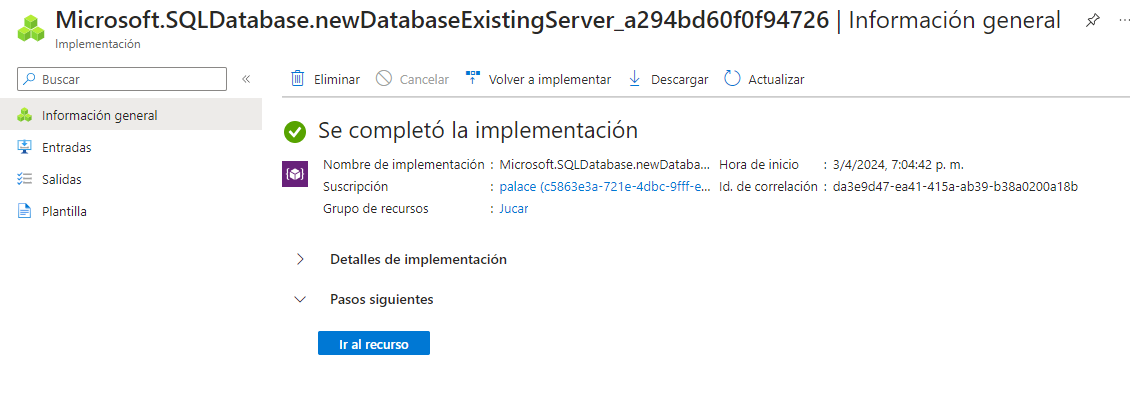 Microsoft.SQLDatabase.newDatabaseExistingServer_a294bd60f0f94726 | Información general
Implementación
Buscar
«
Eliminar
Cancelar
Volver a implementar
Descargar
Actualizar
Información general
Entradas
Salidas
Plantilla
Se completó la implementación
Nombre de implementación : Microsoft.SQLDatabase.newDataba...
Hora de inicio : 3/4/2024, 7:04:42 p. m.
Suscripción : palace (c5863e3a-721e-4dbc-9fff-e...
Id. de correlación : da3e9d47-ea41-415a-ab39-b38a0200a18b
Grupo de recursos : Jucar
Detalles de implementación
Pasos siguientes
Ir al recurso